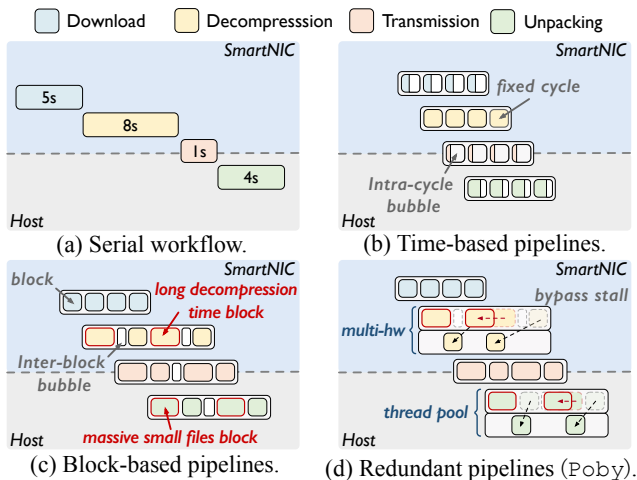 Download Decompresssion Transmission Unpacking
SmartNIC
5s
8s
1s
4s
Host
(a) Serial workflow.
SmartNIC
fixed cycle
Intra-cycle
bubble
Host
(b) Time-based pipelines.
SmartNIC
block
long decompression
time block
Inter-block
bubble
massive small files block
Host
(c) Block-based pipelines.
SmartNIC
bypass stall
multi-hw
thread pool
Host
(d) Redundant pipelines (Poby).